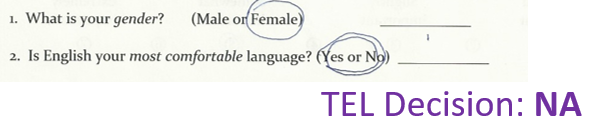 1. What is your gender? (Male or Female)
2. Is English your most comfortable language? (Yes or No)
TEL Decision: NA